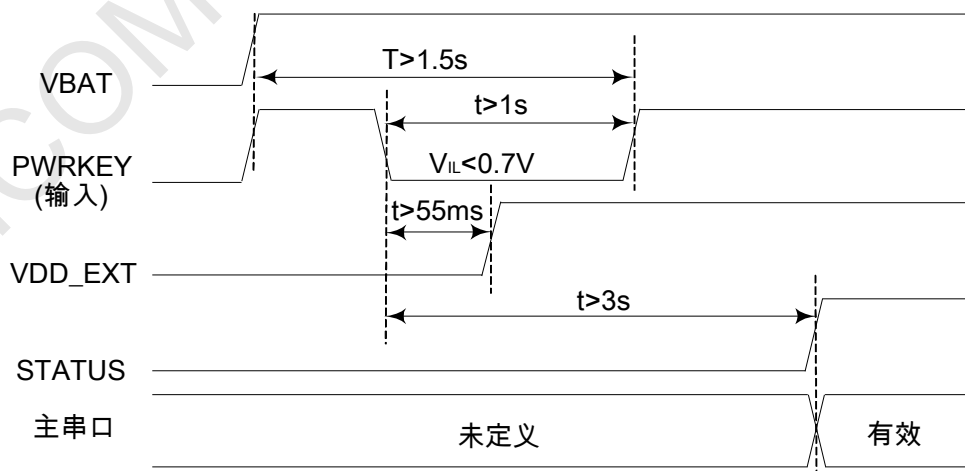 VBAT
T>1.5s
t>1s
PWRKEY
(输入)
VIL<0.7V
t>55ms
VDD_EXT
t>3s
STATUS
主串口
未定义
有效